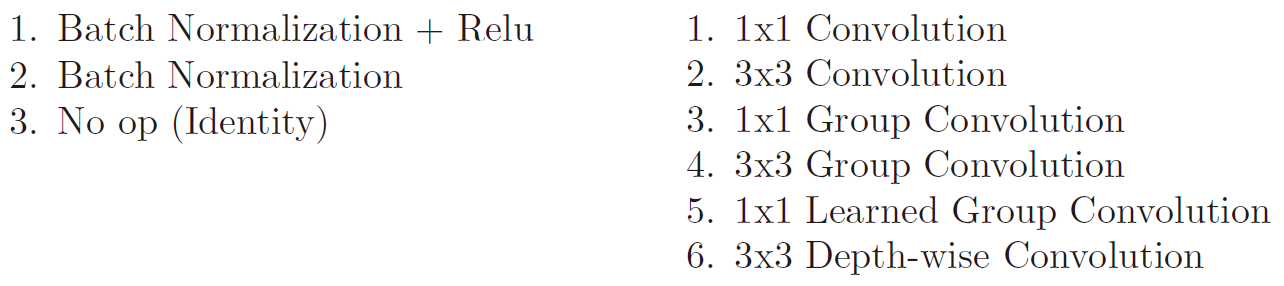 1. Batch Normalization + Relu
2. Batch Normalization
3. No op (Identity)
1. 1x1 Convolution
2. 3x3 Convolution
3. 1x1 Group Convolution
4. 3x3 Group Convolution
5. 1x1 Learned Group Convolution
6. 3x3 Depth-wise Convolution